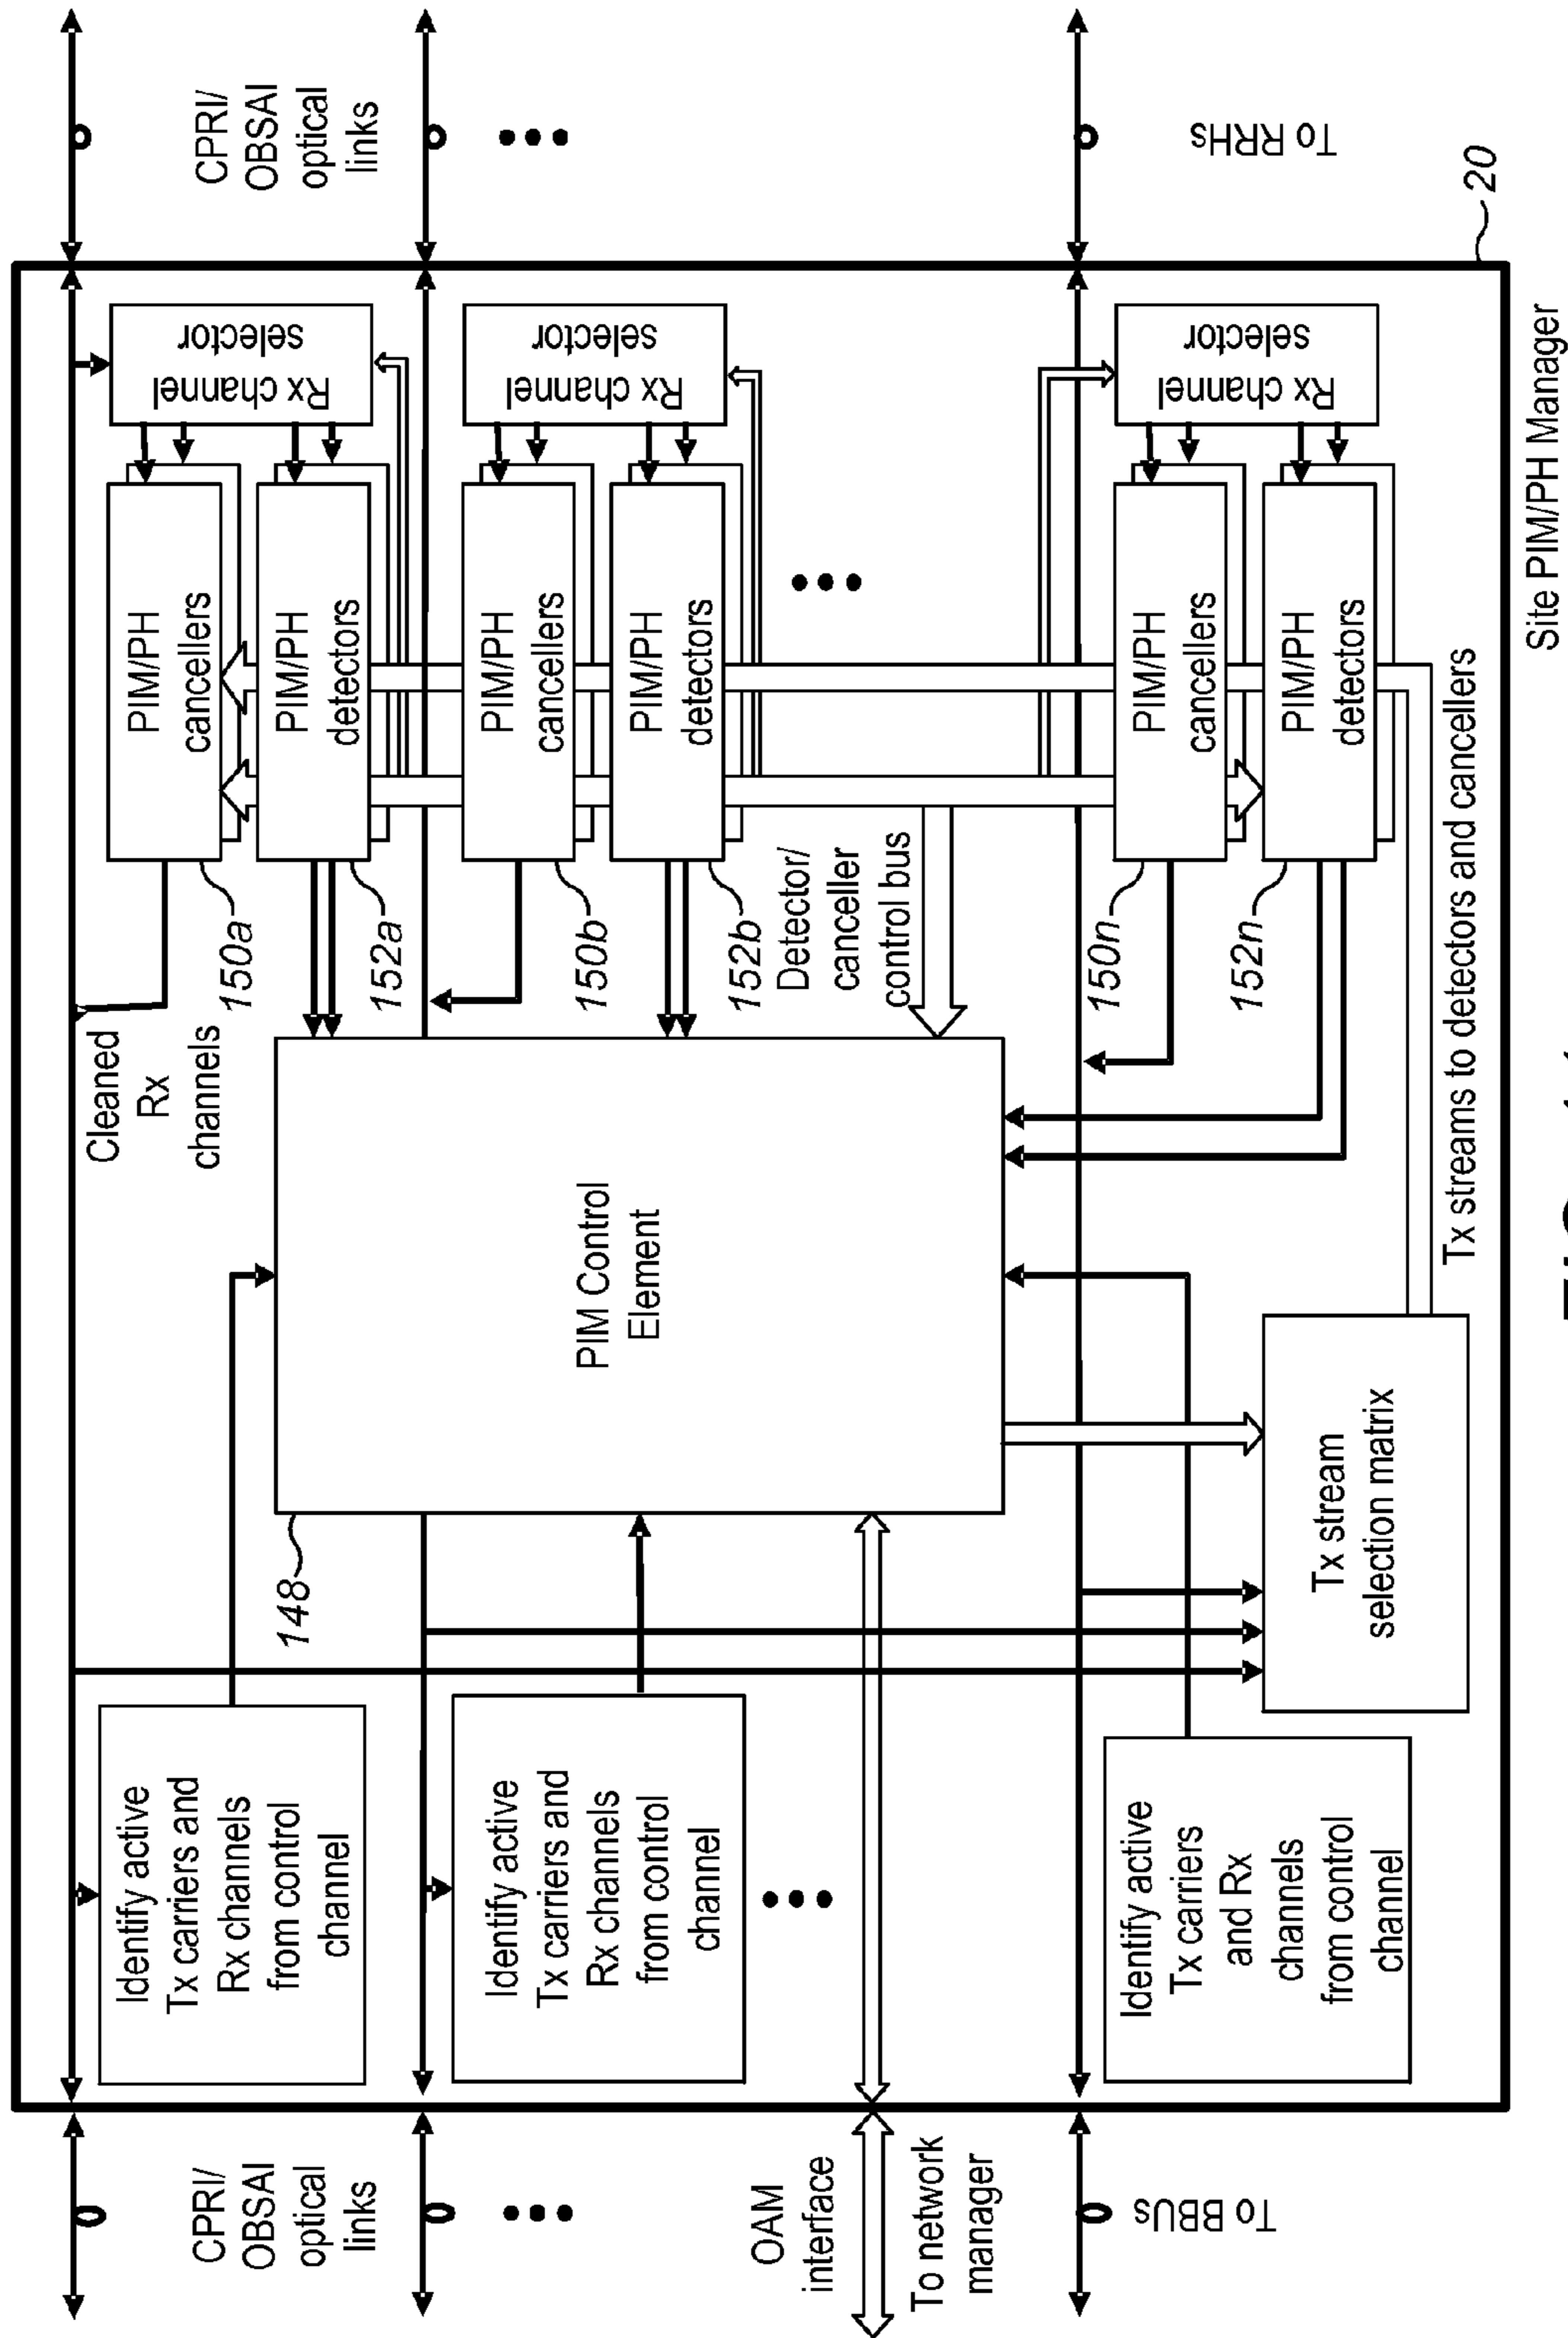 CPRI/
OBSAI
optical
links
OAM
interface
To network
manager
To BBUs
Identify active
Tx carriers and
Rx channels
from control
channel
Identify active
Tx carriers and
Rx channels
from control
channel
Identify active
Tx carriers
and Rx
channels
from control
channel
148
PIM Control
Element
Tx stream
selection matrix
Cleaned
Rx
channels
150a
152a
150b
152b
Detector/
canceller
control bus
150n
152n
Tx streams to detectors and cancellers
PIM/PH
cancellers
PIM/PH
detectors
PIM/PH
cancellers
PIM/PH
detectors
PIM/PH
cancellers
PIM/PH
detectors
Rx channel
selector
Rx channel
selector
Rx channel
selector
CPRI/
OBSAI
optical
links
To RRHs
20
Site PIM/PH Manager